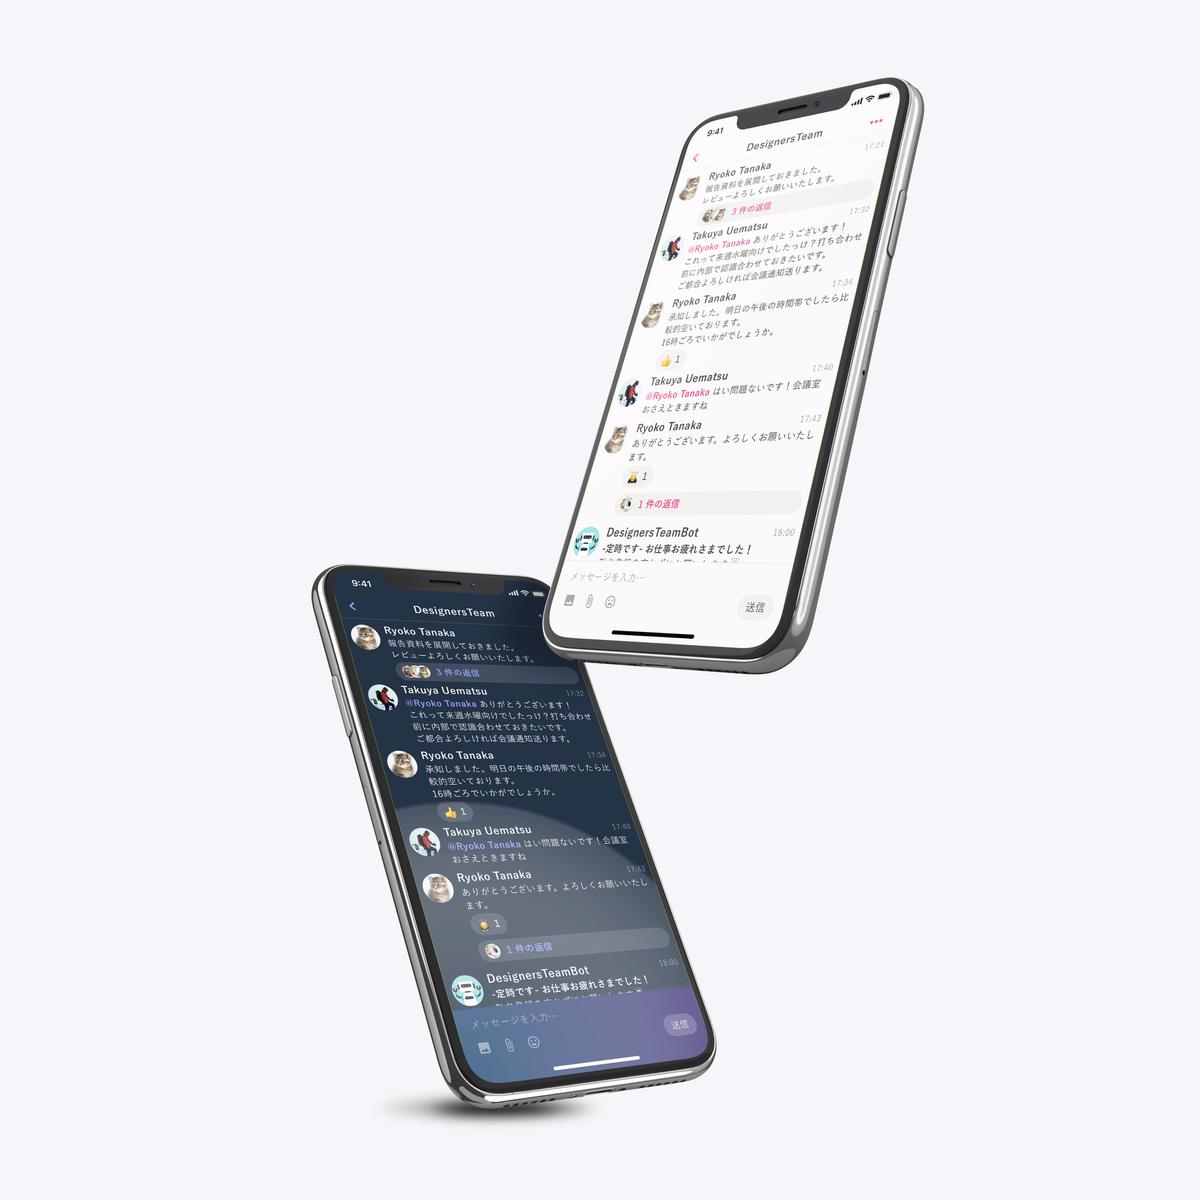 9:41
DesignersTeam
17:21
Ryoko Tanaka
報告資料を展開しておきました。
レビューよろしくお願いいたします。
3 件の返信
17:32
Takuya Uematsu
@Ryoko Tanaka ありがとうございます！
これって来週水曜向けでしたっけ？打ち合わせ
前に内部で認識合わせておきたいです。
ご都合よろしければ会議通知送ります。
17:34
Ryoko Tanaka
承知しました。明日の午後の時間帯でしたら比
較的空いております。
16時ごろでいかがでしょうか。
1
17:40
Takuya Uematsu
@Ryoko Tanaka はい問題ないです！会議室
おさえときますね
17:43
Ryoko Tanaka
ありがとうございます。よろしくお願いいたし
ます。
1
1 件の返信
18:00
DesignersTeamBot
-定時です- お仕事お疲れさまでした！
メッセージを入力…
送信
9:41
DesignersTeam
Ryoko Tanaka
報告資料を展開しておきました。
レビューよろしくお願いいたします。
3 件の返信
17:32
Takuya Uematsu
@Ryoko Tanaka ありがとうございます！
これって来週水曜向けでしたっけ？打ち合わせ
前に内部で認識合わせておきたいです。
ご都合よろしければ会議通知送ります。
17:34
Ryoko Tanaka
承知しました。明日の午後の時間帯でしたら比
較的空いております。
16時ごろでいかがでしょうか。
1
17:40
Takuya Uematsu
@Ryoko Tanaka はい問題ないです！会議室
おさえときますね
17:43
Ryoko Tanaka
ありがとうございます。よろしくお願いいたし
ます。
1
1 件の返信
18:00
DesignersTeamBot
-定時です- お仕事お疲れさまでした！
メッセージを入力…
送信